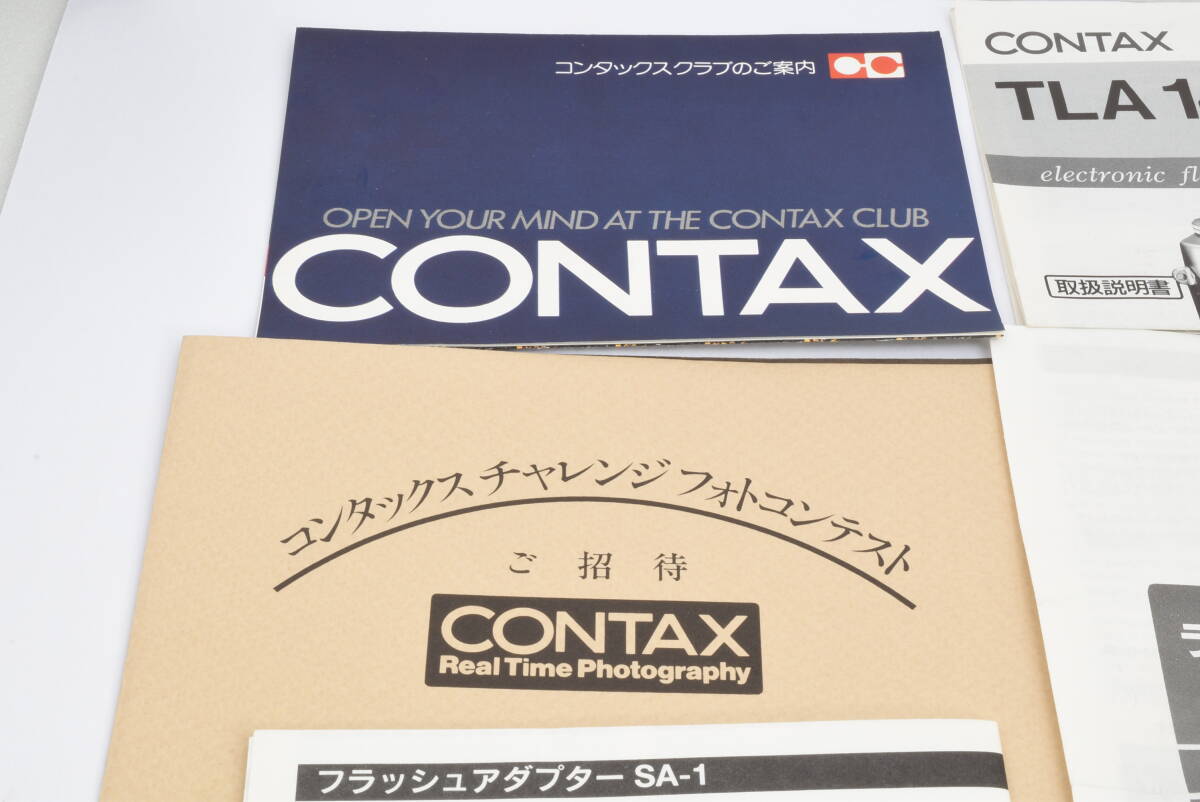 コンタックスクラブのご案内
OPEN YOUR MIND AT THE CONTAX CLUB
CONTAX
CONTAX
TLA
electronic
取扱説明書
コンタックス チャレンジ フォトコンテスト
ご招待
CONTAX
Real Time Photography
フラッシュアダプター SA-1